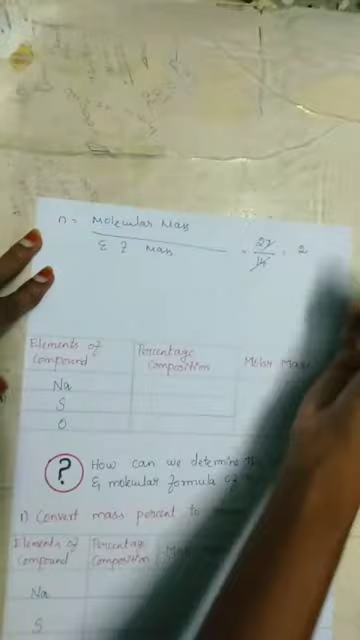 n = Molecular Mass
Σ Z Mass = = 2
Elements of Percentage
Compound Composition Molar Mass
Na
S
O
? How can we determine
& molecular formula of
1) Convert mass percent to
Elements of Percentage
Compound Composition
Na
S